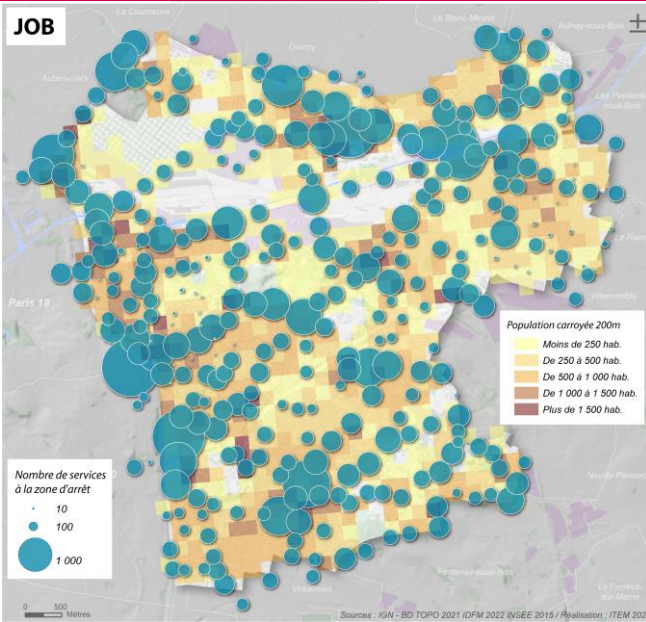 JOB
La Courneuve
Le Blanc-Mesnil
Aulnay-sous-Bois
Drancy
Aubervilliers
Les Pavillons
sous-Bois
Le Rainc
Paris 19
Villemomble
Population carroyée 200m
Moins de 250 hab.
De 250 à 500 hab.
De 500 à 1 000 hab.
De 1 000 à 1 500 hab.
Plus de 1 500 hab.
Nombre de services
à la zone d'arrêt
10
100
1 000
Neuilly-Plaisan
Fontenay-sous-Bois
Vincennes
Le Perreux-
sur-Marne
0 500
Mètres
Sources : IGN - BD TOPO 2021 IDFM 2022 INSEE 2015 / Réalisation : ITEM 202